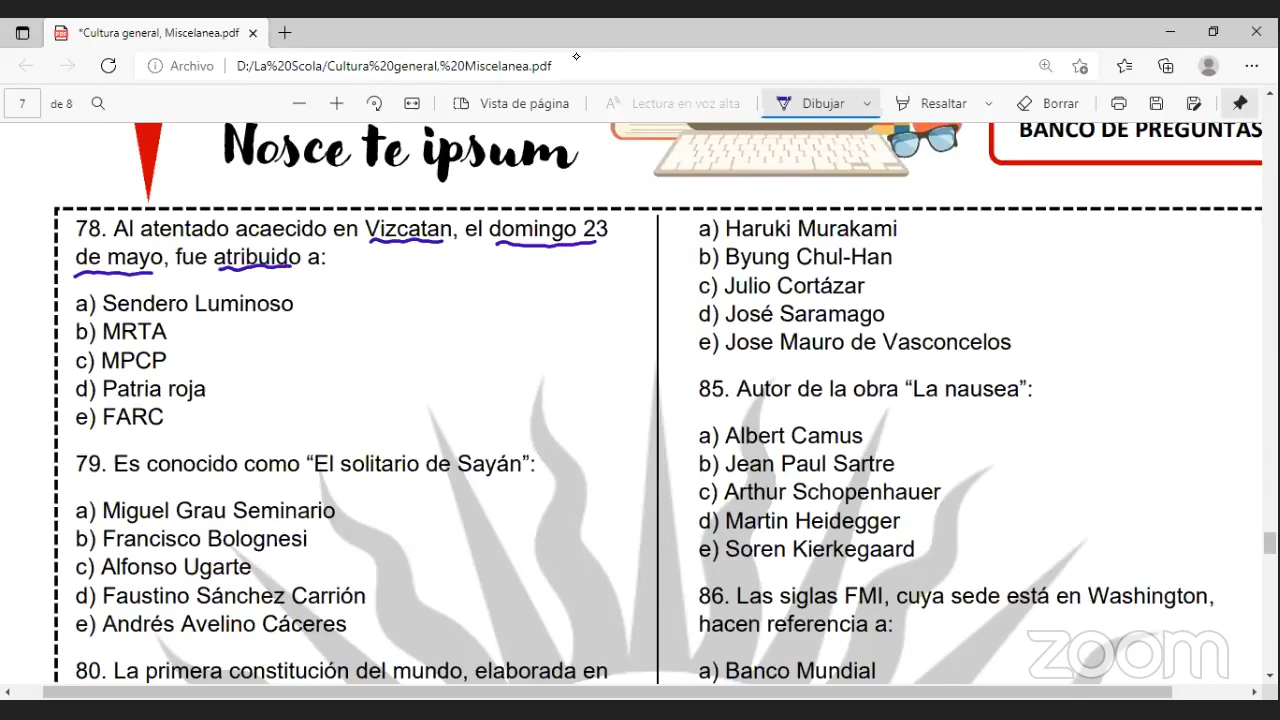 *Cultura general, Miscelanea.pdf
Archivo D:/La%20Scola/Cultura%20general,%20Miscelanea.pdf
7 de 8 Vista de página Lectura en voz alta Dibujar Resaltar Borrar
Nosce te ipsum
BANCO DE PREGUNTAS
78. Al atentado acaecido en Vizcatan, el domingo 23
de mayo, fue atribuido a:
a) Sendero Luminoso
b) MRTA
c) MPCP
d) Patria roja
e) FARC
79. Es conocido como “El solitario de Sayán”:
a) Miguel Grau Seminario
b) Francisco Bolognesi
c) Alfonso Ugarte
d) Faustino Sánchez Carrión
e) Andrés Avelino Cáceres
80. La primera constitución del mundo, elaborada en
a) Haruki Murakami
b) Byung Chul-Han
c) Julio Cortázar
d) José Saramago
e) Jose Mauro de Vasconcelos
85. Autor de la obra “La nausea”:
a) Albert Camus
b) Jean Paul Sartre
c) Arthur Schopenhauer
d) Martin Heidegger
e) Soren Kierkegaard
86. Las siglas FMI, cuya sede está en Washington,
hacen referencia a:
a) Banco Mundial
zoom